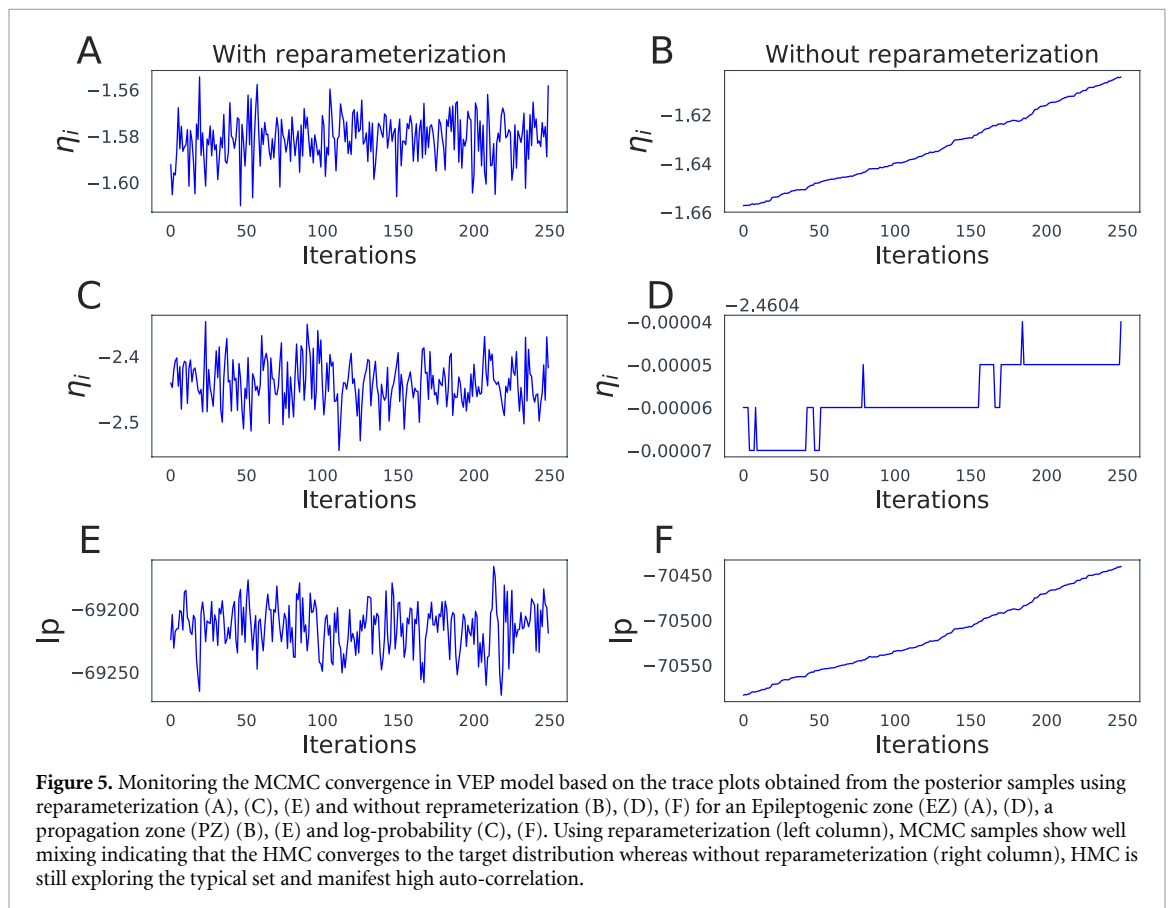 A
With reparameterization
−1.56
−1.58
−1.60
ηi
0 50 100 150 200 250
Iterations
B
Without reparameterization
−1.62
−1.64
−1.66
ηi
0 50 100 150 200 250
Iterations
C
−2.4
−2.5
ηi
0 50 100 150 200 250
Iterations
D
−2.4604
−0.00004
−0.00005
−0.00006
−0.00007
ηi
0 50 100 150 200 250
Iterations
E
−69200
−69250
lp
0 50 100 150 200 250
Iterations
F
−70450
−70500
−70550
lp
0 50 100 150 200 250
Iterations
Figure 5. Monitoring the MCMC convergence in VEP model based on the trace plots obtained from the posterior samples using
reparameterization (A), (C), (E) and without reprameterization (B), (D), (F) for an Epileptogenic zone (EZ) (A), (D), a
propagation zone (PZ) (B), (E) and log-probability (C), (F). Using reparameterization (left column), MCMC samples show well
mixing indicating that the HMC converges to the target distribution whereas without reparameterization (right column), HMC is
still exploring the typical set and manifest high auto-correlation.